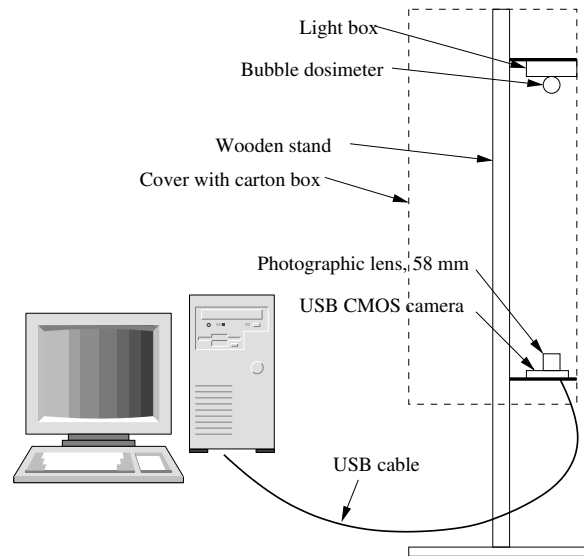 Light box
Bubble dosimeter
Wooden stand
Cover with carton box
Photographic lens, 58 mm
USB CMOS camera
USB cable